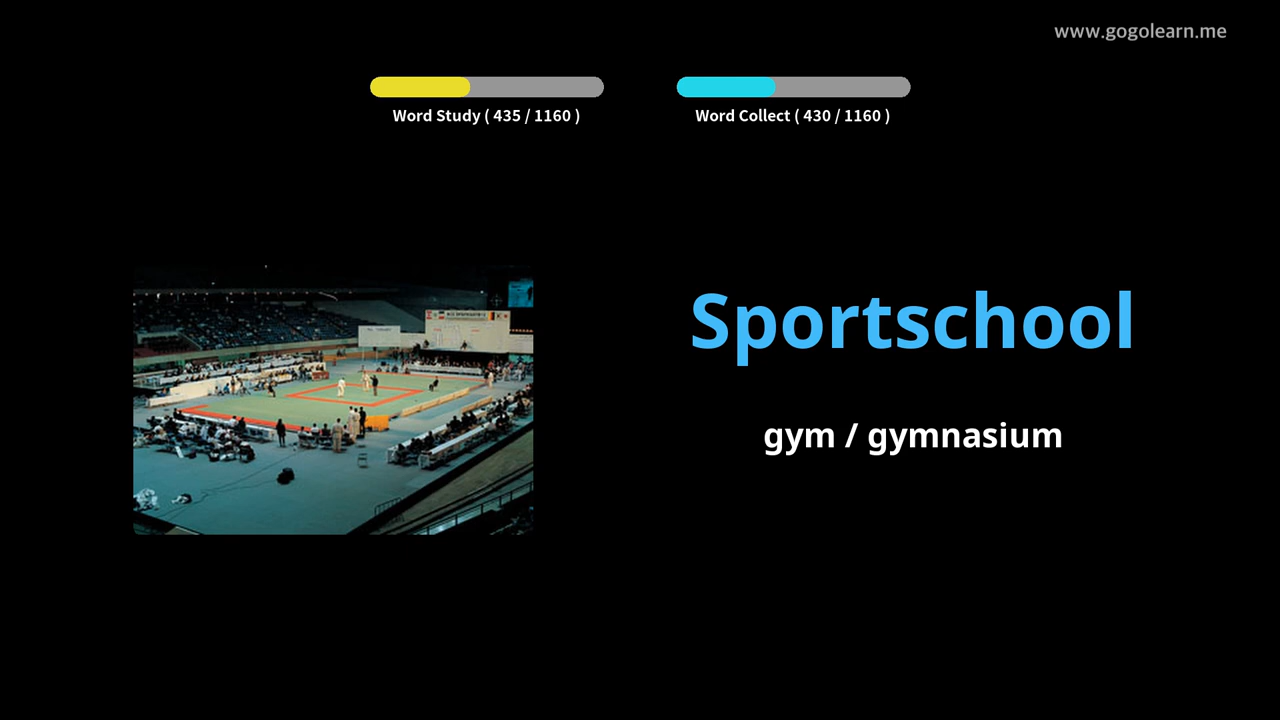 www.gogolearn.me
Word Study ( 435 / 1160 )
Word Collect ( 430 / 1160 )
Sportschool
gym / gymnasium